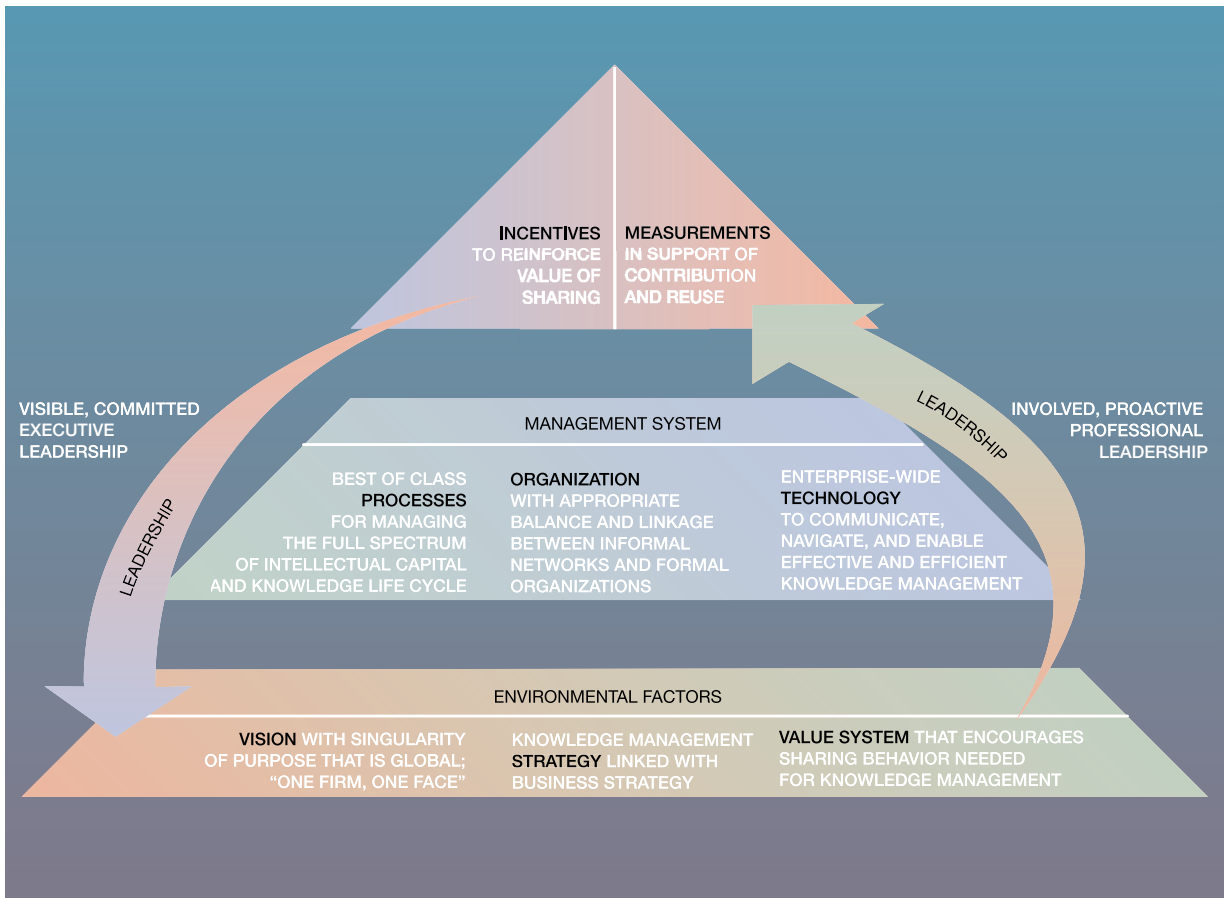 INCENTIVES
TO REINFORCE
VALUE OF
SHARING
MEASUREMENTS
IN SUPPORT OF
CONTRIBUTION
AND REUSE
VISIBLE, COMMITTED
EXECUTIVE
LEADERSHIP
LEADERSHIP
LEADERSHIP
INVOLVED, PROACTIVE
PROFESSIONAL
LEADERSHIP
MANAGEMENT SYSTEM
BEST OF CLASS
PROCESSES
FOR MANAGING
THE FULL SPECTRUM
OF INTELLECTUAL CAPITAL
AND KNOWLEDGE LIFE CYCLE
ORGANIZATION
WITH APPROPRIATE
BALANCE AND LINKAGE
BETWEEN INFORMAL
NETWORKS AND FORMAL
ORGANIZATIONS
ENTERPRISE-WIDE
TECHNOLOGY
TO COMMUNICATE,
NAVIGATE, AND ENABLE
EFFECTIVE AND EFFICIENT
KNOWLEDGE MANAGEMENT
ENVIRONMENTAL FACTORS
VISION WITH SINGULARITY
OF PURPOSE THAT IS GLOBAL;
“ONE FIRM, ONE FACE”
KNOWLEDGE MANAGEMENT
STRATEGY LINKED WITH
BUSINESS STRATEGY
VALUE SYSTEM THAT ENCOURAGES
SHARING BEHAVIOR NEEDED
FOR KNOWLEDGE MANAGEMENT